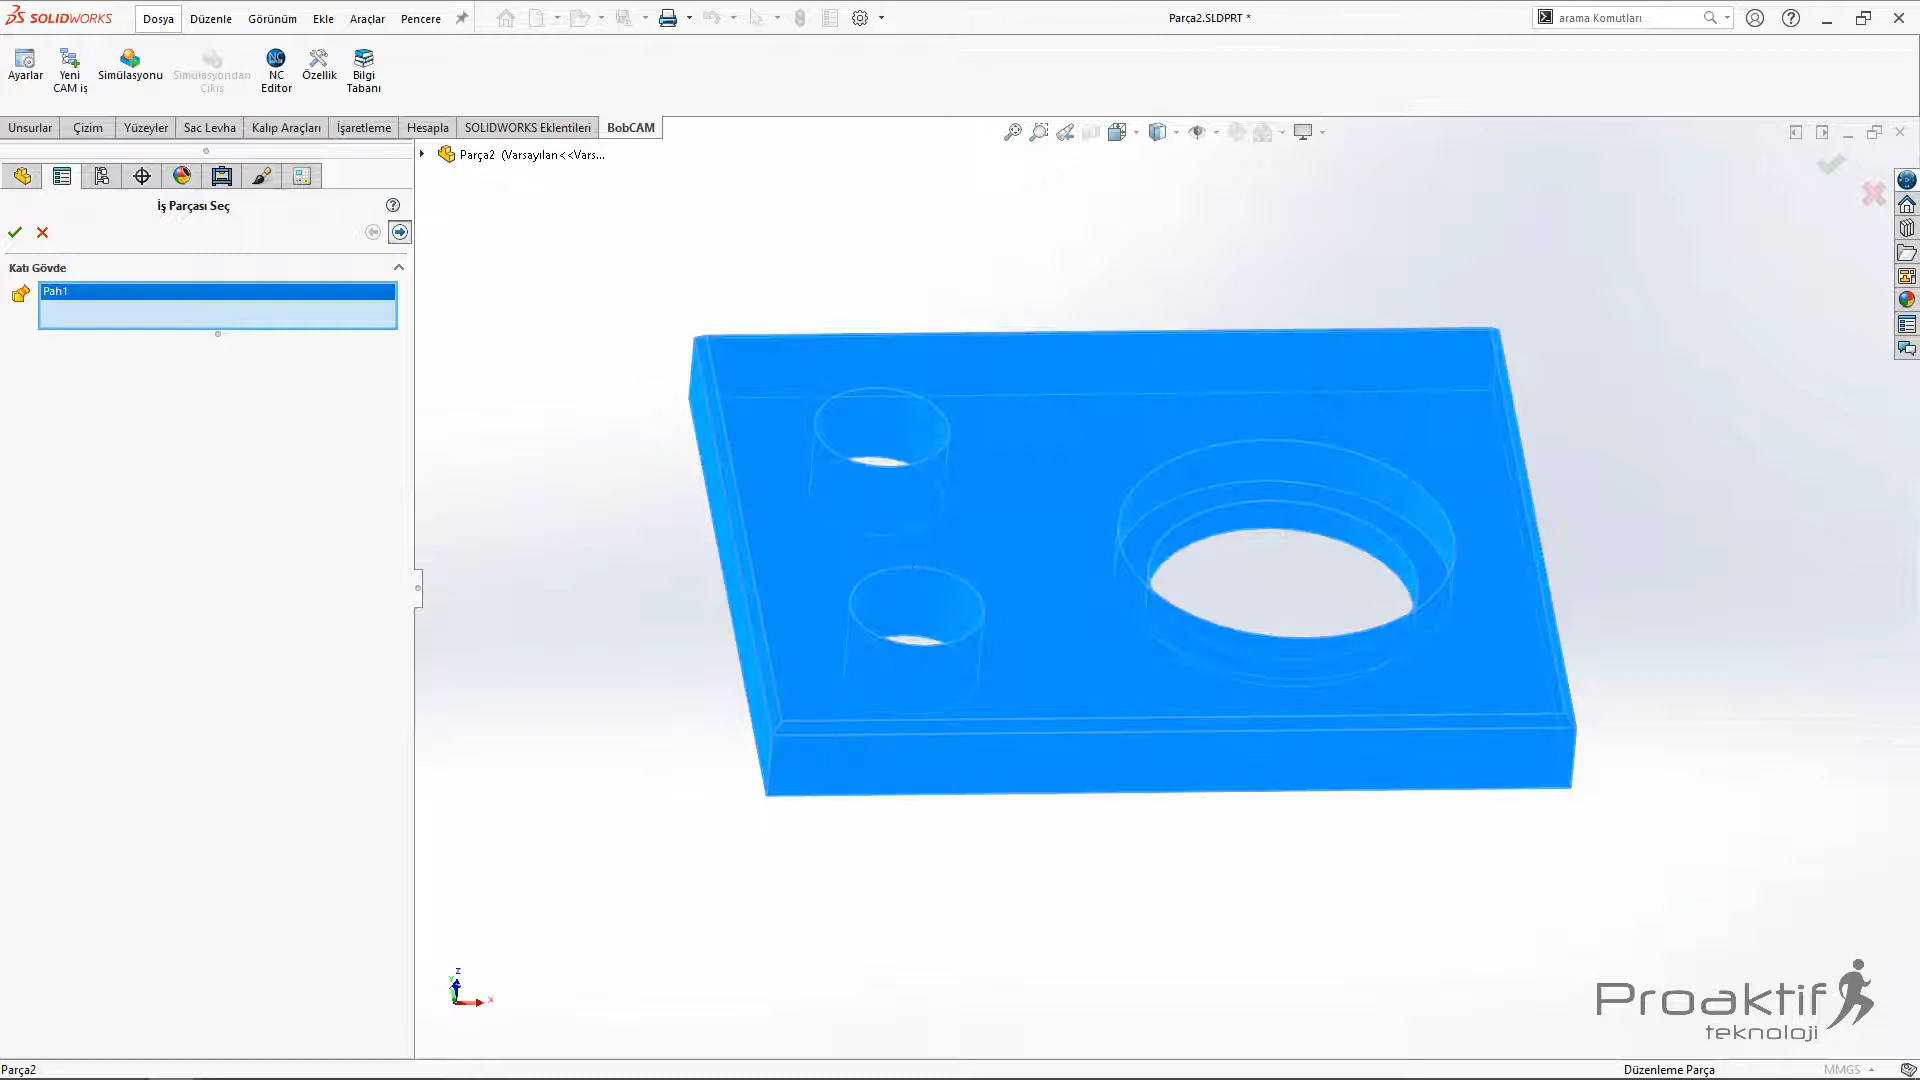 SOLIDWORKS Dosya Düzenle Görünüm Ekle Araçlar Pencere Parça2.SLDPRT * arama Komutları
Ayarlar
Yeni CAM iş
Simülasyonu
Simülasyondan Çıkış
NC Editor
Özellik
Bilgi Tabanı
Unsurlar Çizim Yüzeyler Sac Levha Kalıp Araçları İşaretleme Hesapla SOLIDWORKS Eklentileri BobCAM
Parça2 (Varsayılan<<Vars...
İş Parçası Seç
Katı Gövde
Pah1
z
x
Proaktif
teknoloji
Parça2 Düzenleme Parça MMGS